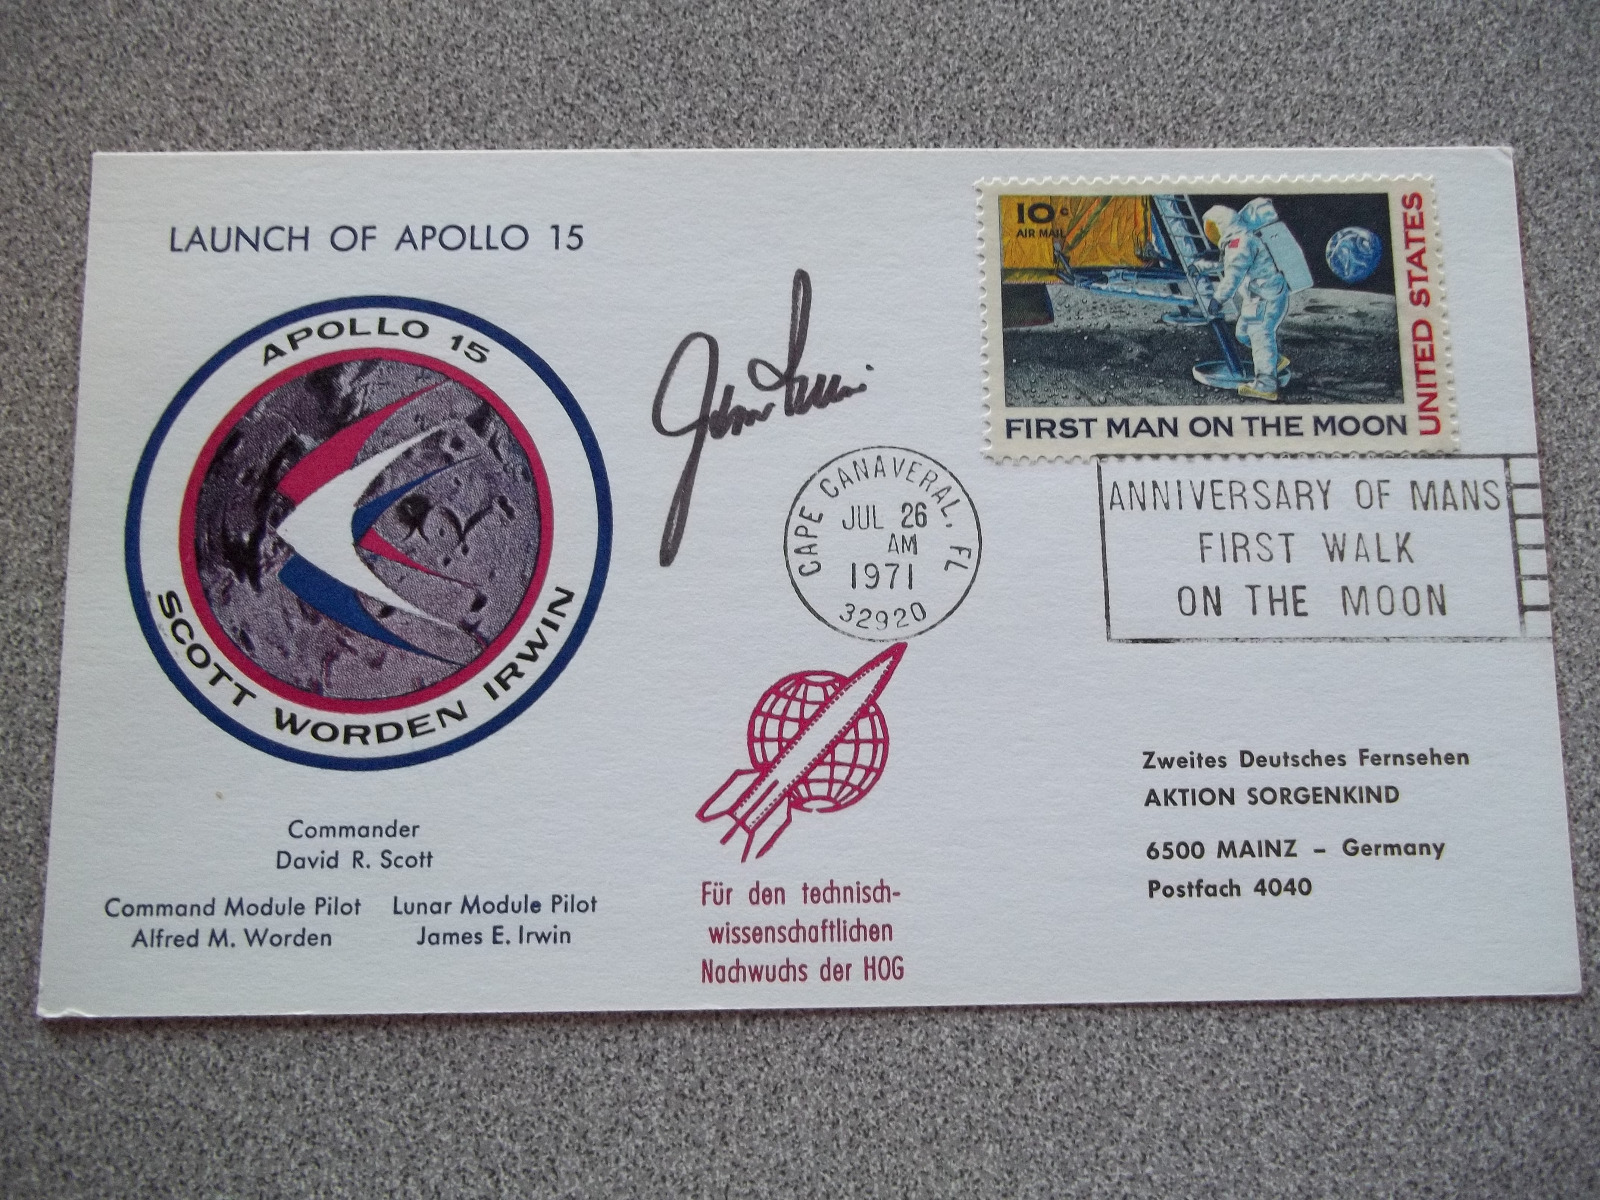 LAUNCH OF APOLLO 15
APOLLO 15
SCOTT WORDEN IRWIN
Commander
David R. Scott
Command Module Pilot
Alfred M. Worden
Lunar Module Pilot
James E. Irwin
CAPE CANAVERAL, FL
JUL 26
AM
1971
32920
Für den technisch-
wissenschaftlichen
Nachwuchs der HOG
10c
AIR MAIL
UNITED STATES
FIRST MAN ON THE MOON
ANNIVERSARY OF MANS
FIRST WALK
ON THE MOON
Zweites Deutsches Fernsehen
AKTION SORGENKIND
6500 MAINZ – Germany
Postfach 4040